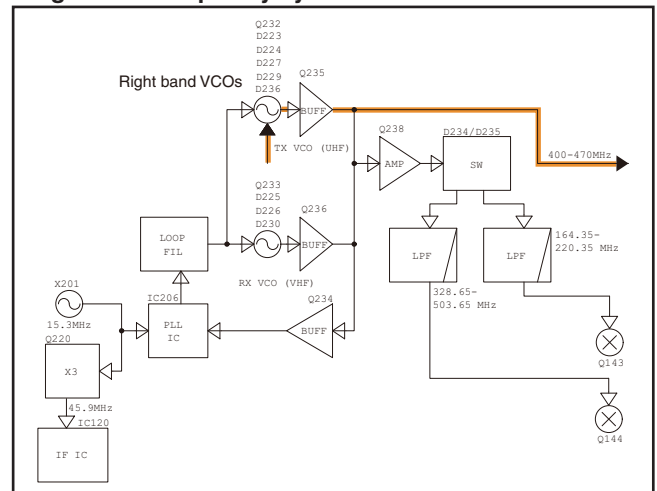 Q232
D223
D224
D227
D229
D236
Right band VCOs
Q235
BUFF
TX VCO (UHF)
Q238
AMP
D234/D235
SW
400-470MHz
Q233
D225
D226
D230
Q236
BUFF
RX VCO (VHF)
LOOP
FIL
LPF
LPF
164.35-
220.35 MHz
328.65-
503.65 MHz
X201
15.3MHz
IC206
PLL
IC
Q234
BUFF
Q220
X3
45.9MHz
IC120
IF IC
Q143
Q144